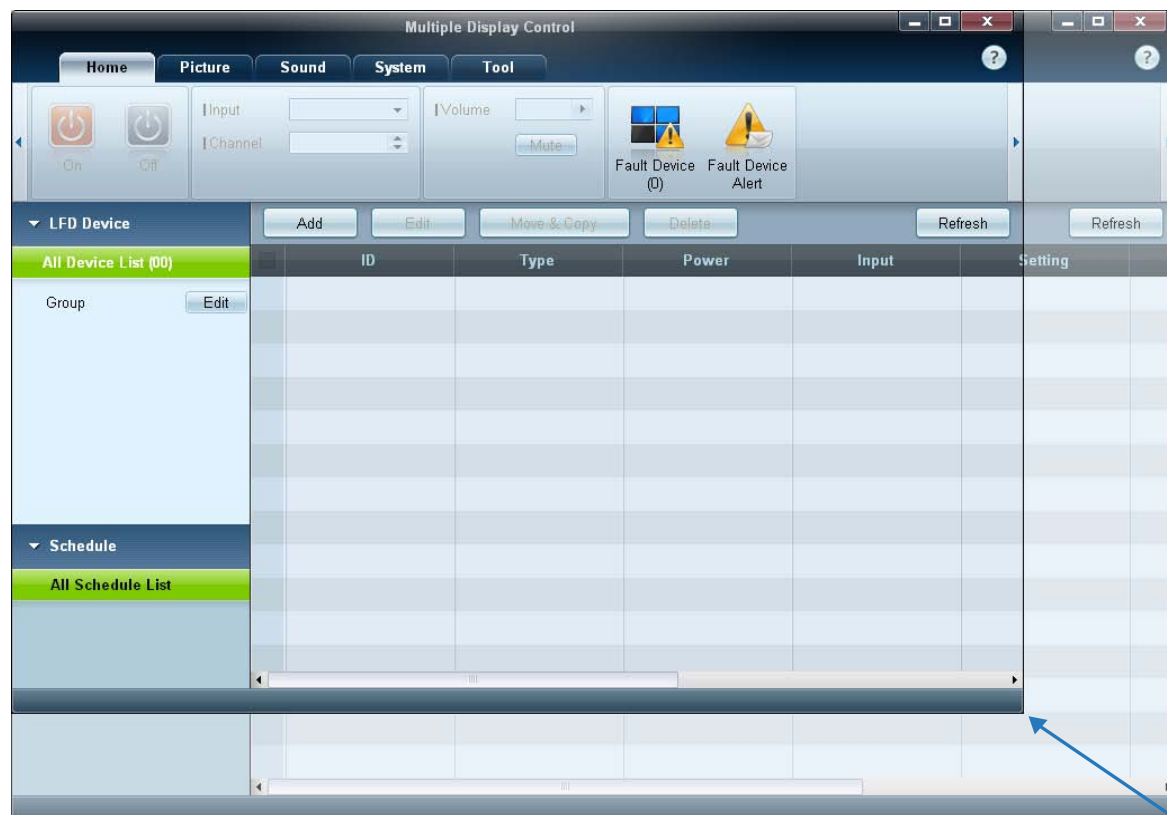 Multiple Display Control
? ?
Home Picture Sound System Tool
Input Volume
Channel Mute
On Off
Fault Device Fault Device
(0) Alert
LFD Device Add Edit Move & Copy Delete Refresh Refresh
All Device List (00) ID Type Power Input Setting
Group Edit
Schedule
All Schedule List